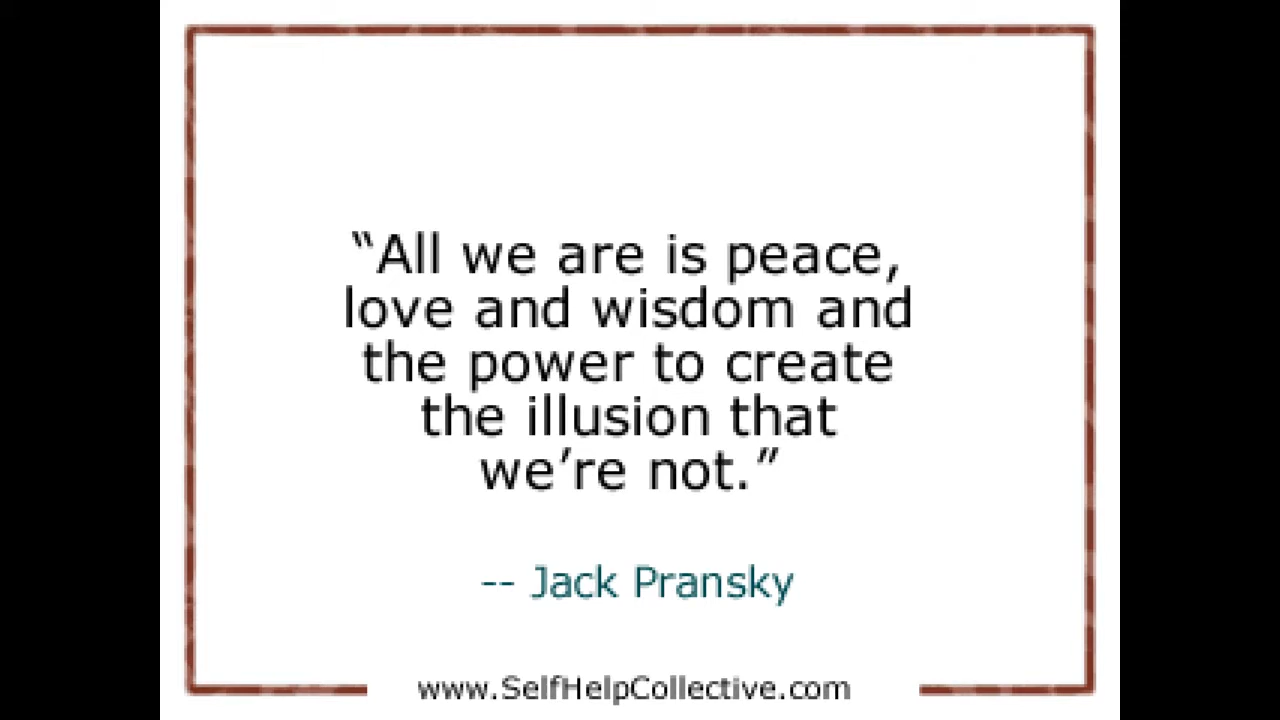 “All we are is peace,
love and wisdom and
the power to create
the illusion that
we’re not.”
-- Jack Pransky
www.SelfHelpCollective.com